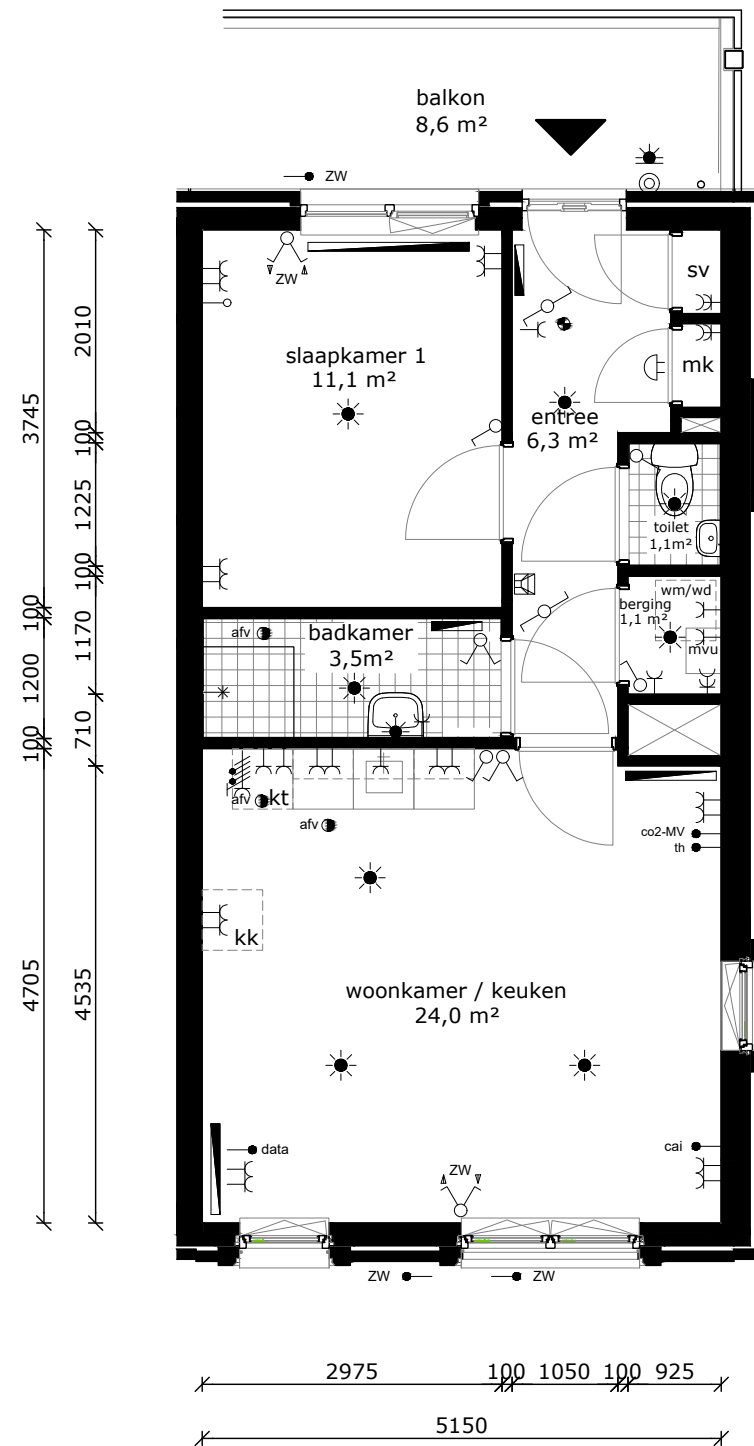 balkon
8,6 m²
ZW
ZW
sv
mk
slaapkamer 1
11,1 m²
entree
6,3 m²
toilet
1,1m²
wm/wd
berging
1,1 m²
mvu
afv
badkamer
3,5m²
afv
kt
afv
co2-MV
th
kk
woonkamer / keuken
24,0 m²
data
cai
ZW
ZW
ZW
3745
100
1200
100
4705
2010
100
1225
100
1170
710
4535
2975
100
1050
100
925
5150